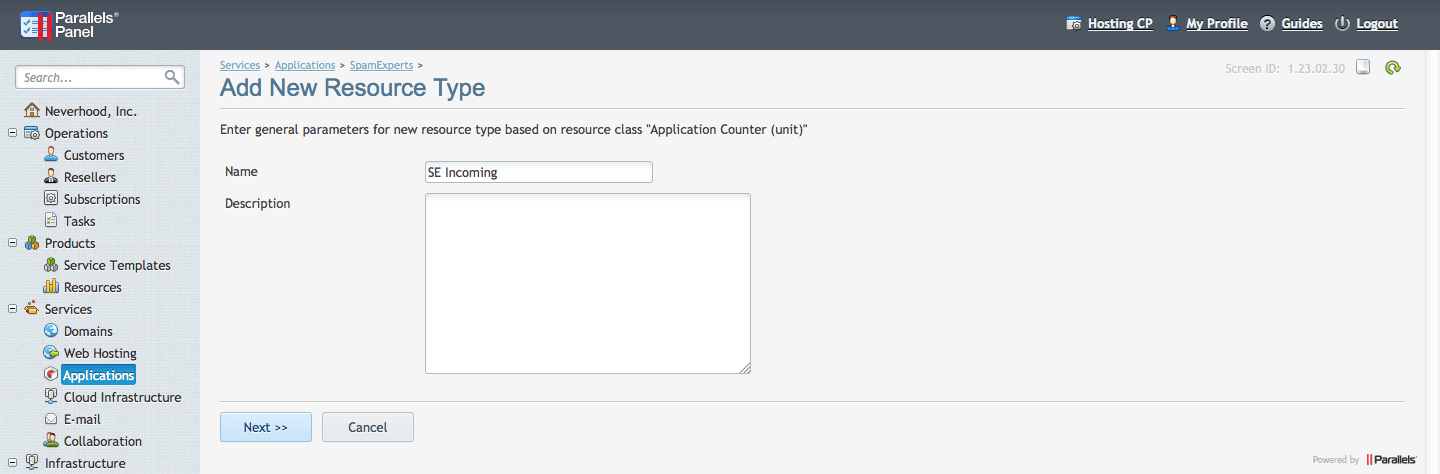 Parallels®
Panel
Hosting CP
My Profile
Guides
Logout
Search...
Neverhood, Inc.
Operations
Customers
Resellers
Subscriptions
Tasks
Products
Service Templates
Resources
Services
Domains
Web Hosting
Applications
Cloud Infrastructure
E-mail
Collaboration
Infrastructure
Services > Applications > SpamExperts >
Screen ID: 1.23.02.30
Add New Resource Type
Enter general parameters for new resource type based on resource class "Application Counter (unit)"
Name SE Incoming
Description
Next >> Cancel
Powered by Parallels®